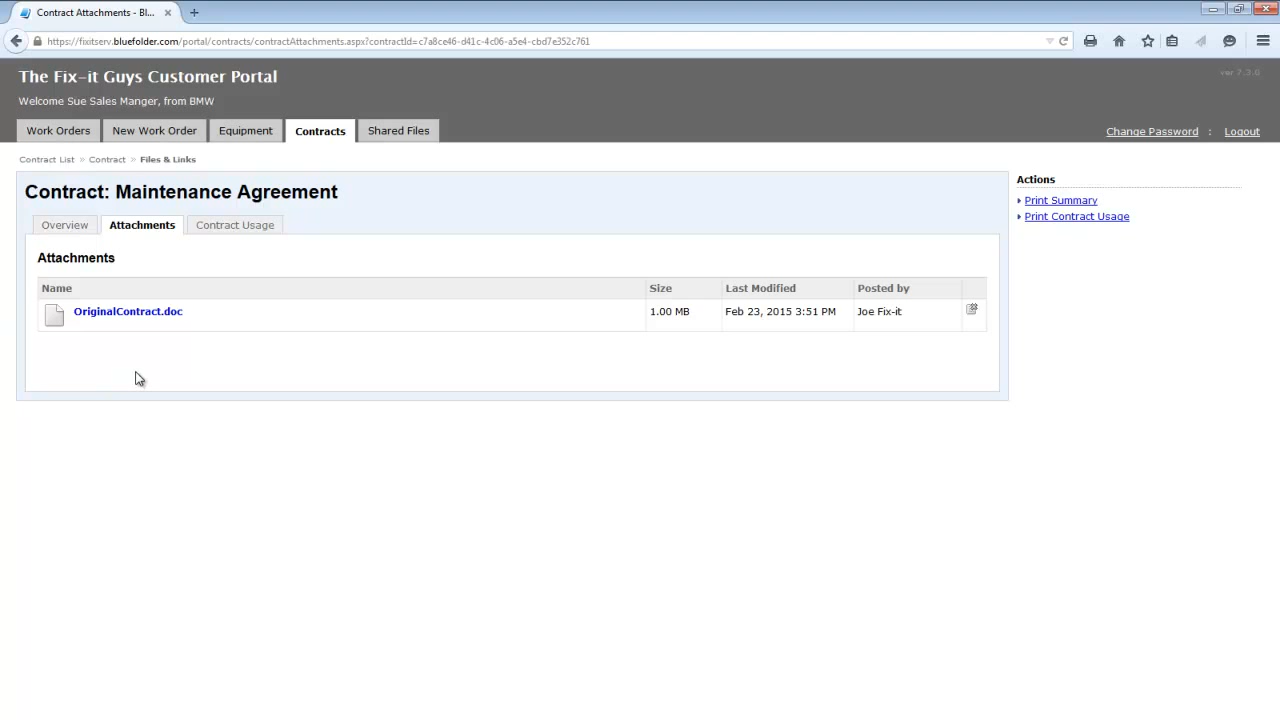 Contract Attachments - Bl...
https://fixitserv.bluefolder.com/portal/contracts/contractAttachments.aspx?contractId=c7a8ce46-d41c-4c06-a5e4-cbd7e352c761
The Fix-it Guys Customer Portal
ver 7.3.0
Welcome Sue Sales Manger, from BMW
Work Orders New Work Order Equipment Contracts Shared Files
Change Password : Logout
Contract List » Contract > Files & Links
Contract: Maintenance Agreement
Overview Attachments Contract Usage
Attachments
Name Size Last Modified Posted by
OriginalContract.doc 1.00 MB Feb 23, 2015 3:51 PM Joe Fix-it
Actions
Print Summary
Print Contract Usage